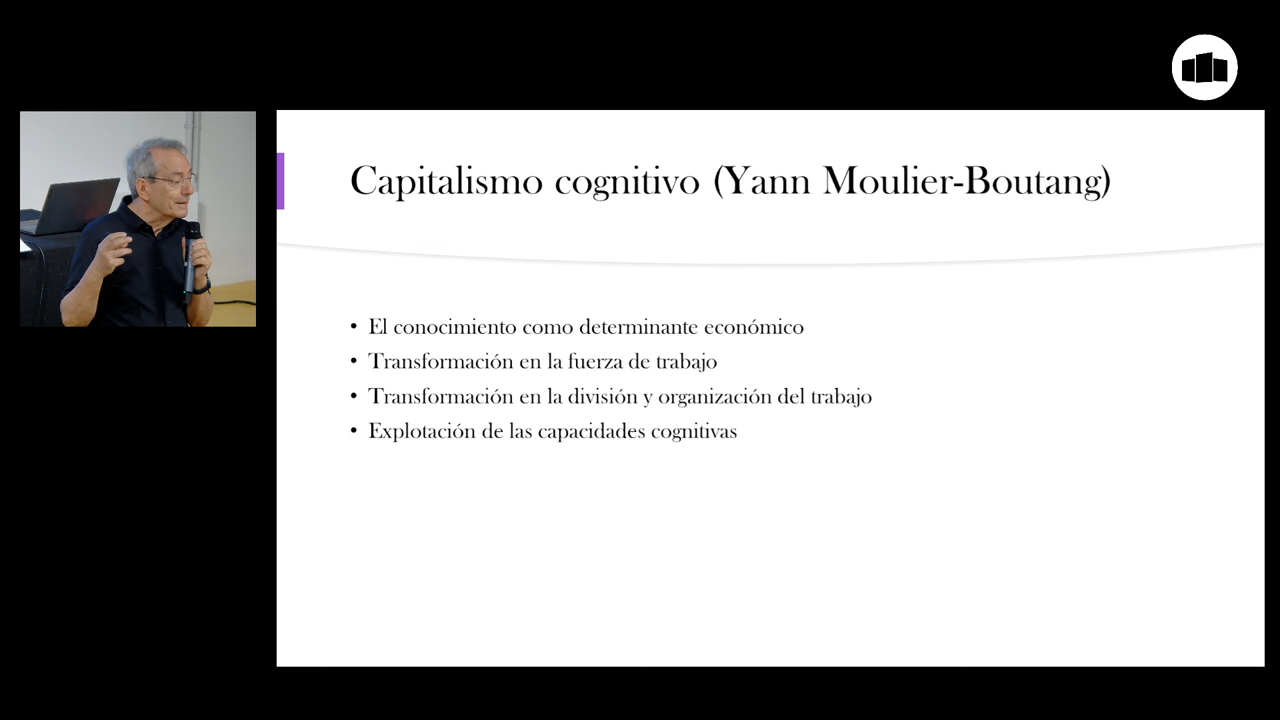 Capitalismo cognitivo (Yann Moulier-Boutang)
• El conocimiento como determinante económico
• Transformación en la fuerza de trabajo
• Transformación en la división y organización del trabajo
• Explotación de las capacidades cognitivas